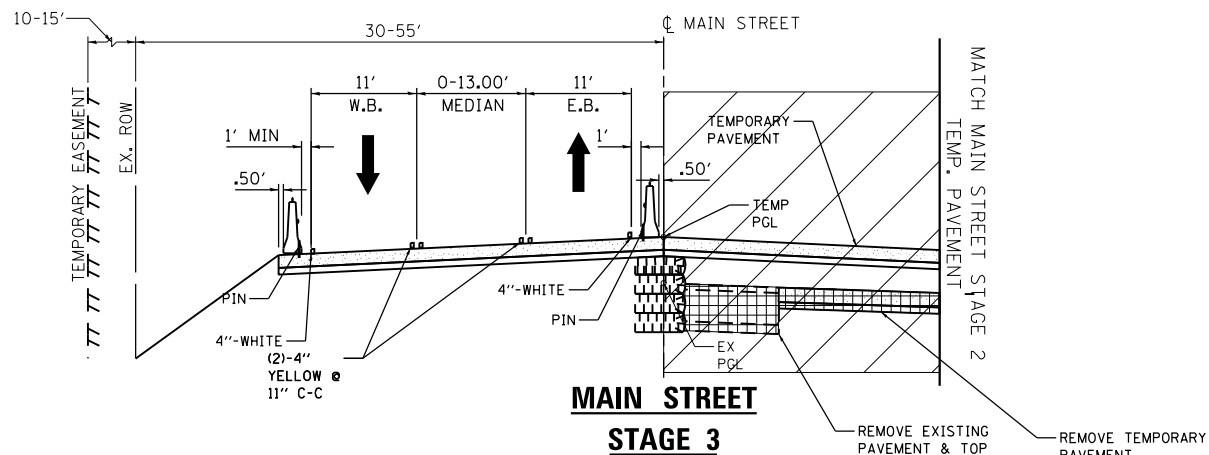 10-15'
30-55'
℄ MAIN STREET
11'
W.B.
0-13.00'
MEDIAN
11'
E.B.
1' MIN
1'
.50'
.50'
TEMPORARY EASEMENT
EX. ROW
TEMPORARY
PAVEMENT
TEMP
PGL
MATCH MAIN STREET STAGE 2
TEMP. PAVEMENT
PIN
4''-WHITE
4''-WHITE
PIN
(2)-4''
YELLOW @
11'' C-C
EX
PGL
MAIN STREET
STAGE 3
REMOVE EXISTING
PAVEMENT & TOP
REMOVE TEMPORARY